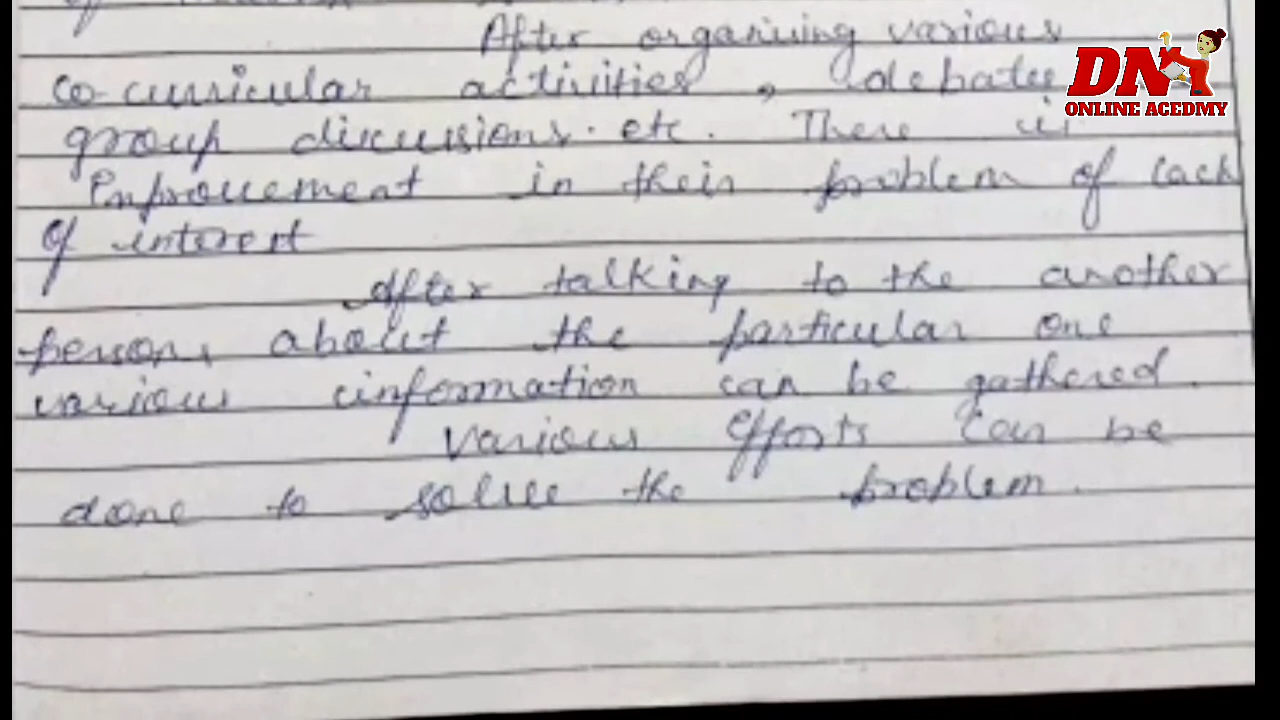 of
After organising various
co-curricular activities, debates
group discussions. etc. There is
Improvement in their problem of lack
of interest
After talking to the another
persons about the particular one
various information can be gathered.
Various efforts can be
done to solve the problem.
DN
ONLINE ACEDMY